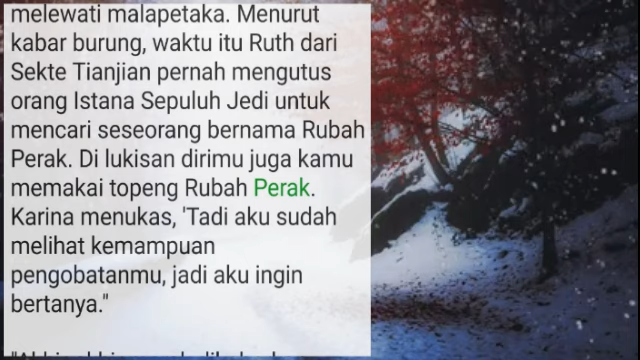 melewati malapetaka. Menurut
kabar burung, waktu itu Ruth dari
Sekte Tianjian pernah mengutus
orang Istana Sepuluh Jedi untuk
mencari seseorang bernama Rubah
Perak. Di lukisan dirimu juga kamu
memakai topeng Rubah Perak.
Karina menukas, 'Tadi aku sudah
melihat kemampuan
pengobatanmu, jadi aku ingin
bertanya."